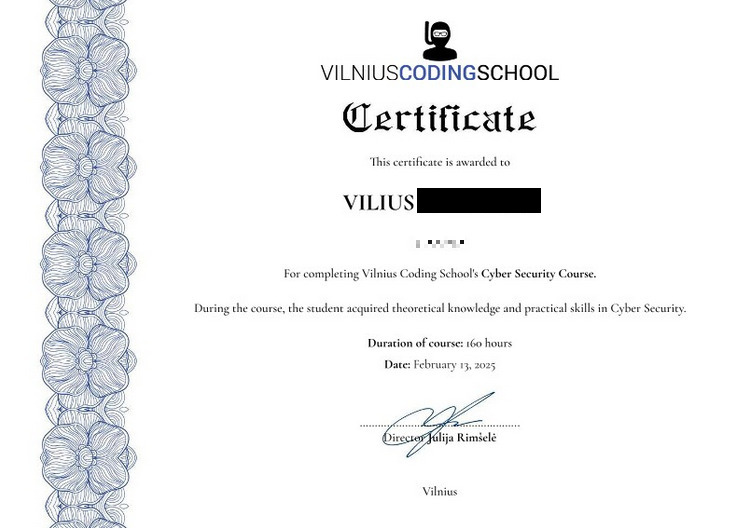 VILNIUSCODINGSCHOOL
Certificate
This certificate is awarded to
VILIUS
For completing Vilnius Coding School's Cyber Security Course.
During the course, the student acquired theoretical knowledge and practical skills in Cyber Security.
Duration of course: 160 hours
Date: February 13, 2025
Director Julija Rimšelė
Vilnius